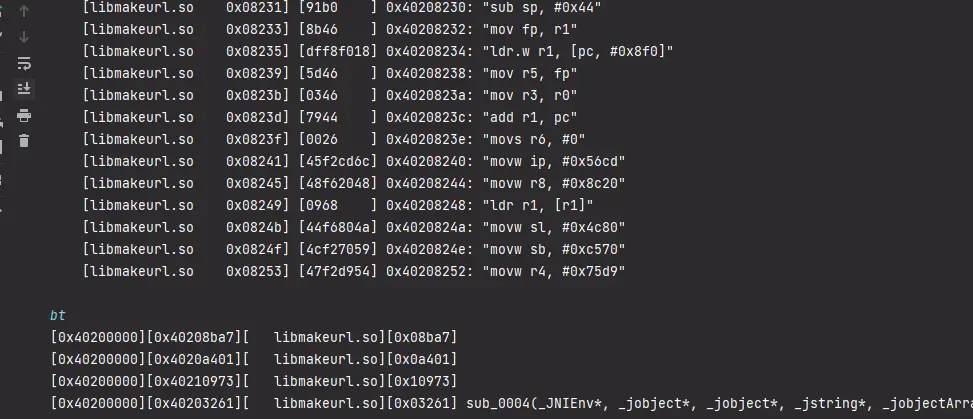 [libmakeurl.so    0x08231] [91b0    ] 0x40208230: "sub sp, #0x44"
[libmakeurl.so    0x08233] [8b46    ] 0x40208232: "mov fp, r1"
[libmakeurl.so    0x08235] [dff8f018] 0x40208234: "ldr.w r1, [pc, #0x8f0]"
[libmakeurl.so    0x08239] [5d46    ] 0x40208238: "mov r5, fp"
[libmakeurl.so    0x0823b] [0346    ] 0x4020823a: "mov r3, r0"
[libmakeurl.so    0x0823d] [7944    ] 0x4020823c: "add r1, pc"
[libmakeurl.so    0x0823f] [0026    ] 0x4020823e: "movs r6, #0"
[libmakeurl.so    0x08241] [45f2cd6c] 0x40208240: "movw ip, #0x56cd"
[libmakeurl.so    0x08245] [48f62048] 0x40208244: "movw r8, #0x8c20"
[libmakeurl.so    0x08249] [0968    ] 0x40208248: "ldr r1, [r1]"
[libmakeurl.so    0x0824b] [44f6804a] 0x4020824a: "movw sl, #0x4c80"
[libmakeurl.so    0x0824f] [4cf27059] 0x4020824e: "movw sb, #0xc570"
[libmakeurl.so    0x08253] [47f2d954] 0x40208252: "movw r4, #0x75d9"
bt
[0x40200000][0x40208ba7][   libmakeurl.so][0x08ba7]
[0x40200000][0x4020a401][   libmakeurl.so][0x0a401]
[0x40200000][0x40210973][   libmakeurl.so][0x10973]
[0x40200000][0x40203261][   libmakeurl.so][0x03261] sub_0004(_JNIEnv*, _jobject*, _jobject*, _jstring*, _jobjectArra